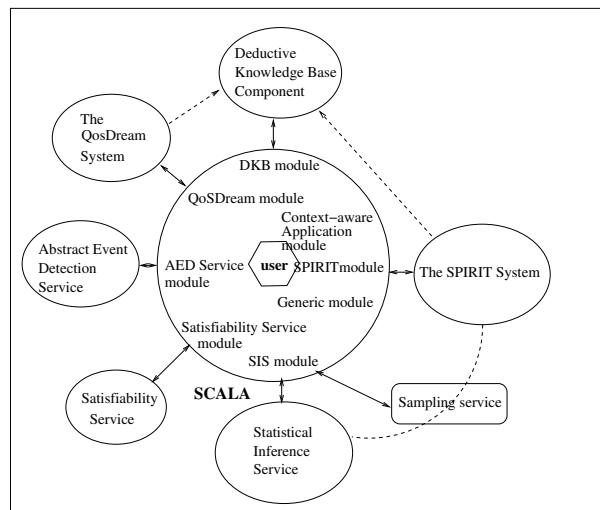 Deductive
Knowledge Base
Component
The
QosDream
System
DKB module
QoSDream module
Context-aware
Application
module
Abstract Event
Detection
Service
AED Service
module
user
SPIRITmodule
The SPIRIT System
Generic module
Satisfiability Service
module
SIS module
SCALA
Satisfiability
Service
Sampling service
Statistical
Inference
Service